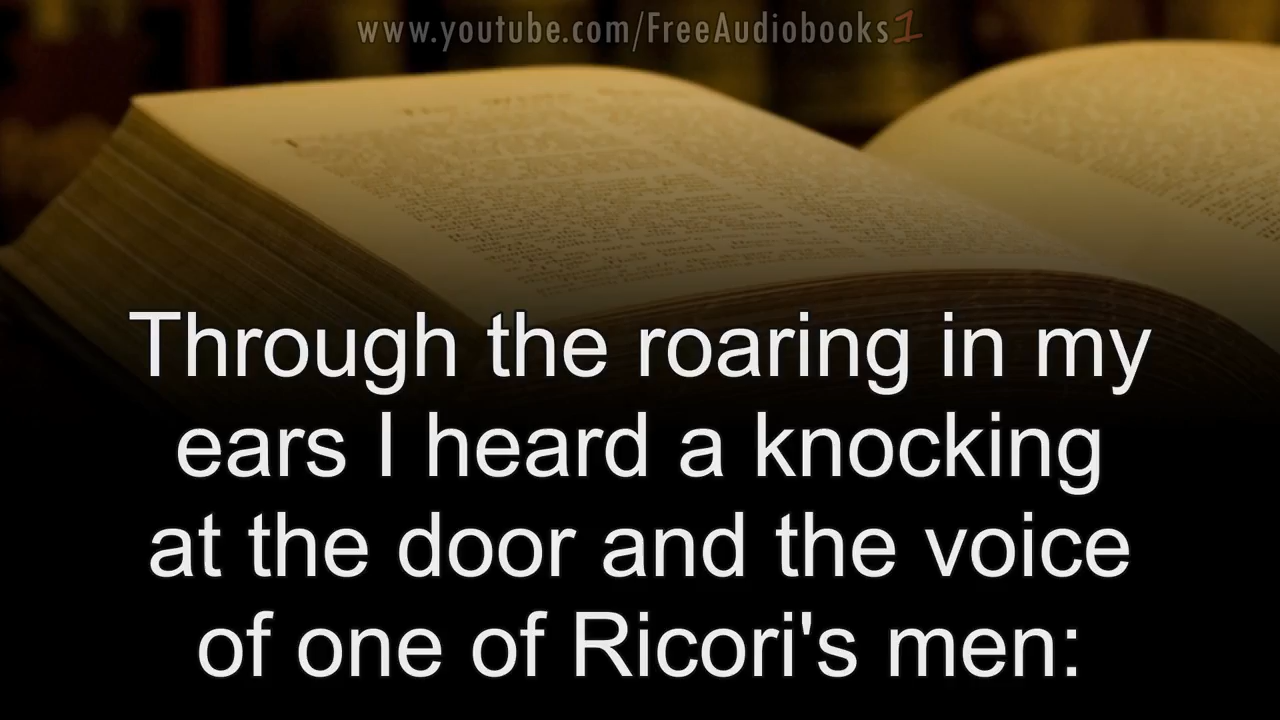 www.youtube.com/FreeAudiobooks1
Through the roaring in my
ears I heard a knocking
at the door and the voice
of one of Ricori's men: